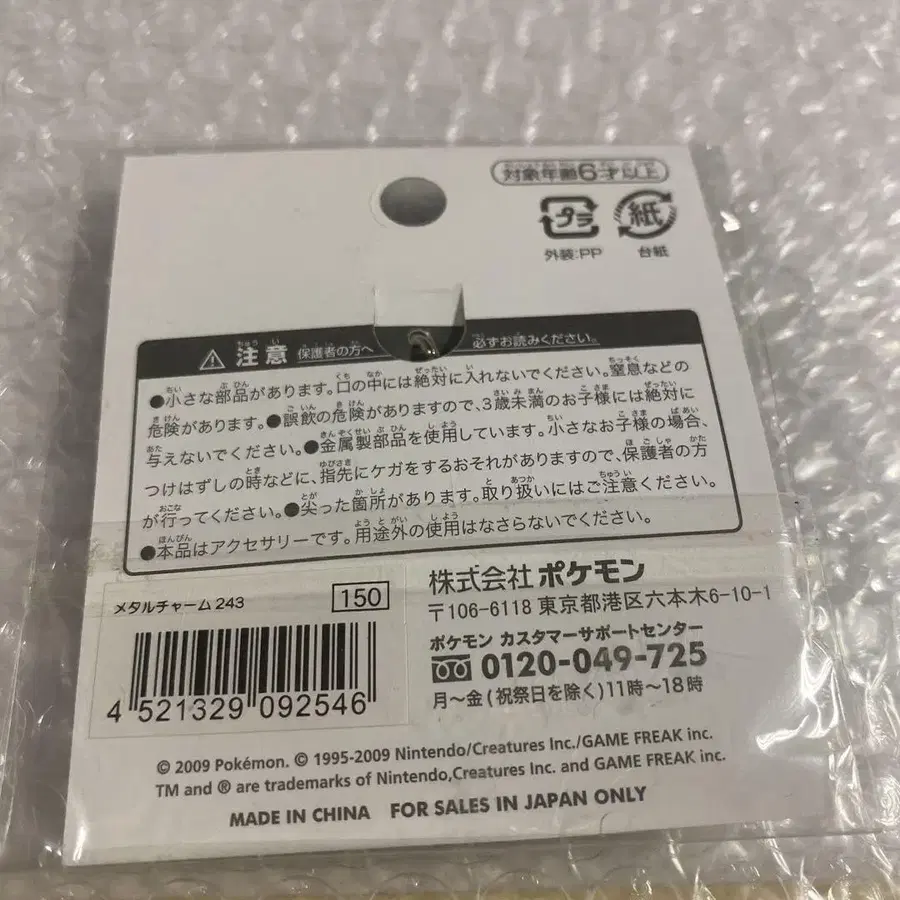 対象年齢6才以上
プラ
紙
外装:PP
台紙
注意 保護者の方へ 必ずお読みください。
●小さな部品があります。口の中には絶対に入れないでください。窒息などの
危険があります。●誤飲の危険がありますので、3歳未満のお子様には絶対に
与えないでください。●金属製部品を使用しています。小さなお子様の場合、
つけはずしの時などに、指先にケガをするおそれがありますので、保護者の方
が行ってください。●尖った箇所があります。取り扱いにはご注意ください。
●本品はアクセサリーです。用途外の使用はなさらないでください。
メタルチャーム243
150
4 521329 092546
株式会社 ポケモン
〒106-6118 東京都港区六本木6-10-1
ポケモン カスタマーサポートセンター
0120-049-725
月~金(祝祭日を除く)11時~18時
© 2009 Pokémon. © 1995-2009 Nintendo/Creatures Inc./GAME FREAK inc.
TM and ® are trademarks of Nintendo,Creatures Inc. and GAME FREAK inc.
MADE IN CHINA FOR SALES IN JAPAN ONLY